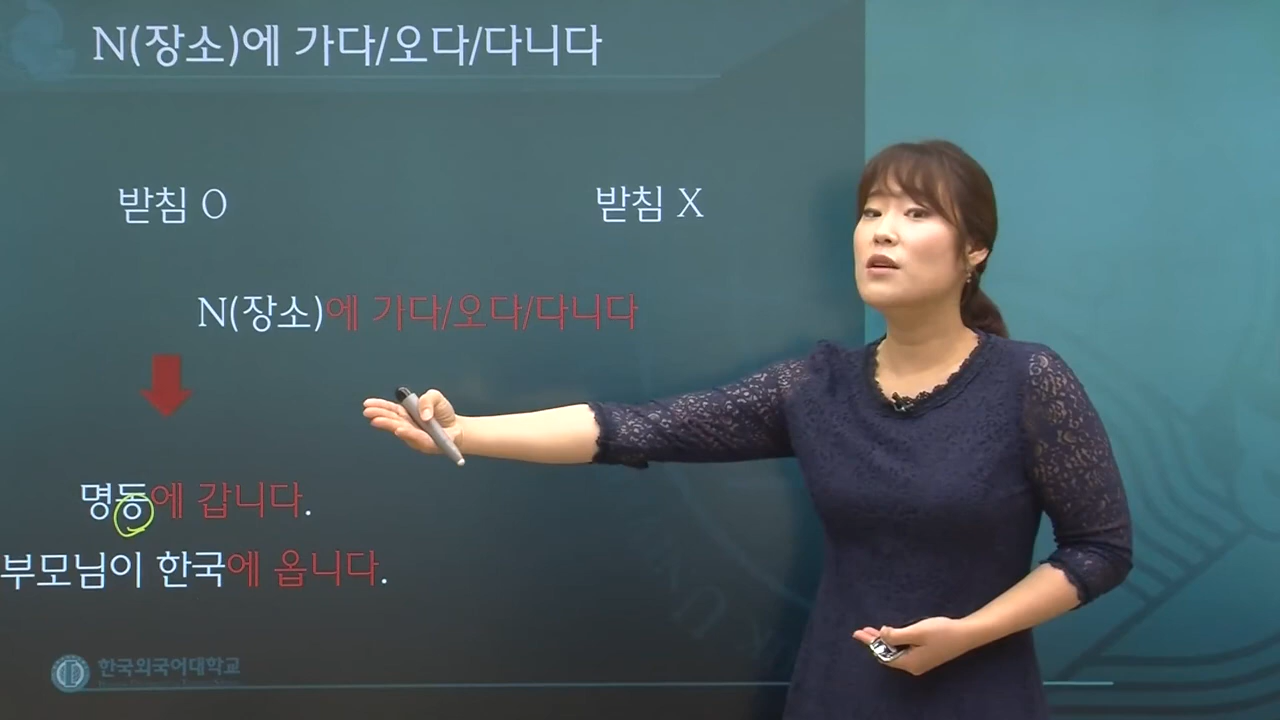 N(장소)에 가다/오다/다니다
받침 O
받침 X
N(장소)에 가다/오다/다니다
명동에 갑니다.
부모님이 한국에 옵니다.
한국외국어대학교